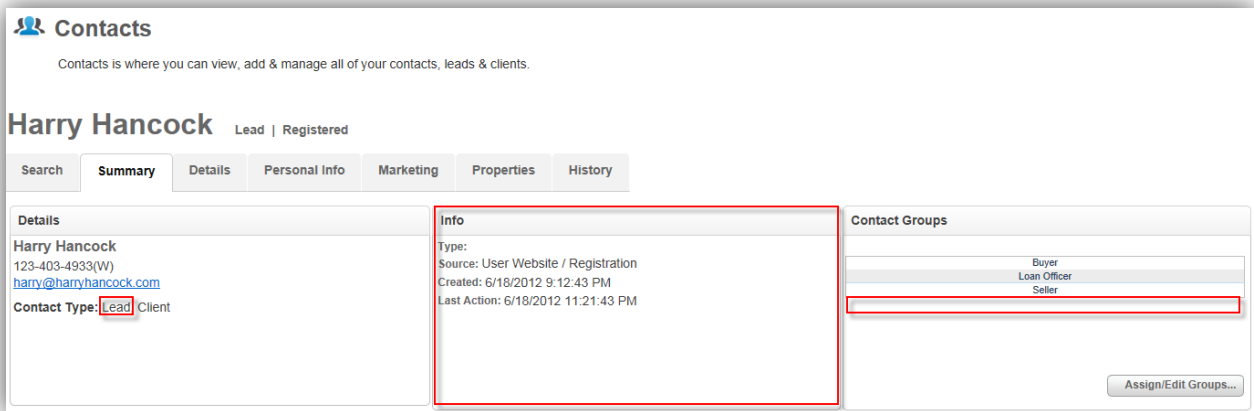 Contacts
Contacts is where you can view, add & manage all of your contacts, leads & clients.
Harry Hancock Lead | Registered
Search Summary Details Personal Info Marketing Properties History
Details
Harry Hancock
123-403-4933(W)
harry@harryhancock.com
Contact Type: Lead Client
Info
Type:
Source: User Website / Registration
Created: 6/18/2012 9:12:43 PM
Last Action: 6/18/2012 11:21:43 PM
Contact Groups
Buyer
Loan Officer
Seller
Assign/Edit Groups...